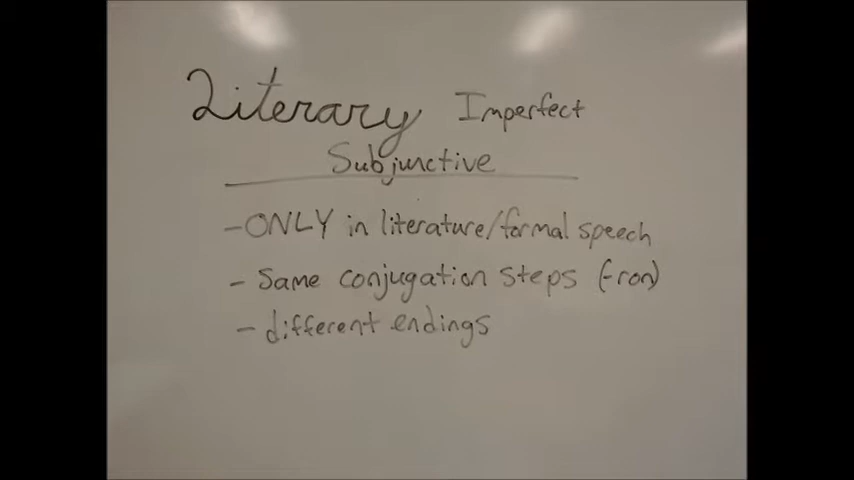 Literary Imperfect
Subjunctive
- ONLY in literature/formal speech
- Same conjugation steps (-ron)
- different endings